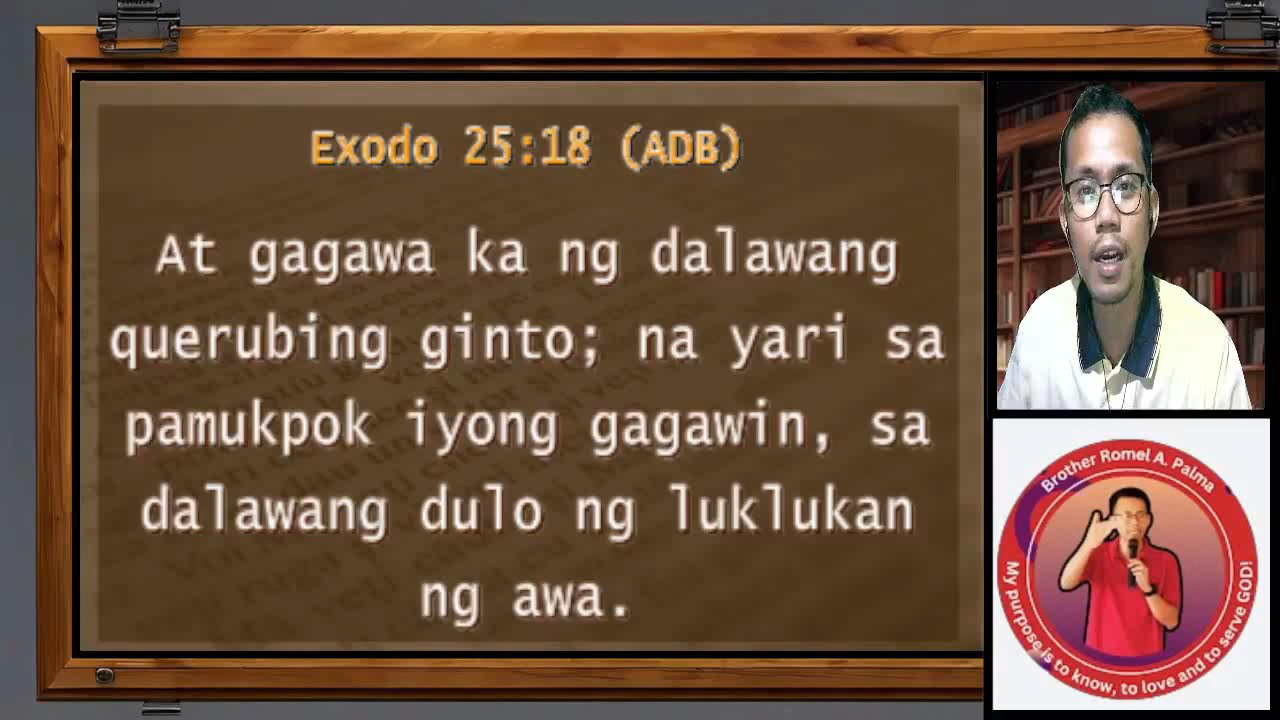 Exodo 25:18 (ADB)
At gagawa ka ng dalawang
querubing ginto; na yari sa
pamukpok iyong gagawin, sa
dalawang dulo ng luklukan
ng awa.
Brother Romel A. Palma
My purpose is to know, to love and to serve GOD!